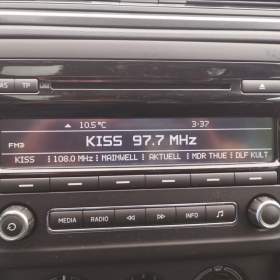 AS TP
10.5°C 3:37
KISS 97.7 MHz
FM3
KISS | 108.0 MHz | MAINWELL | AKTUELL | MDR THUE | DLF KULT
MEDIA RADIO INFO